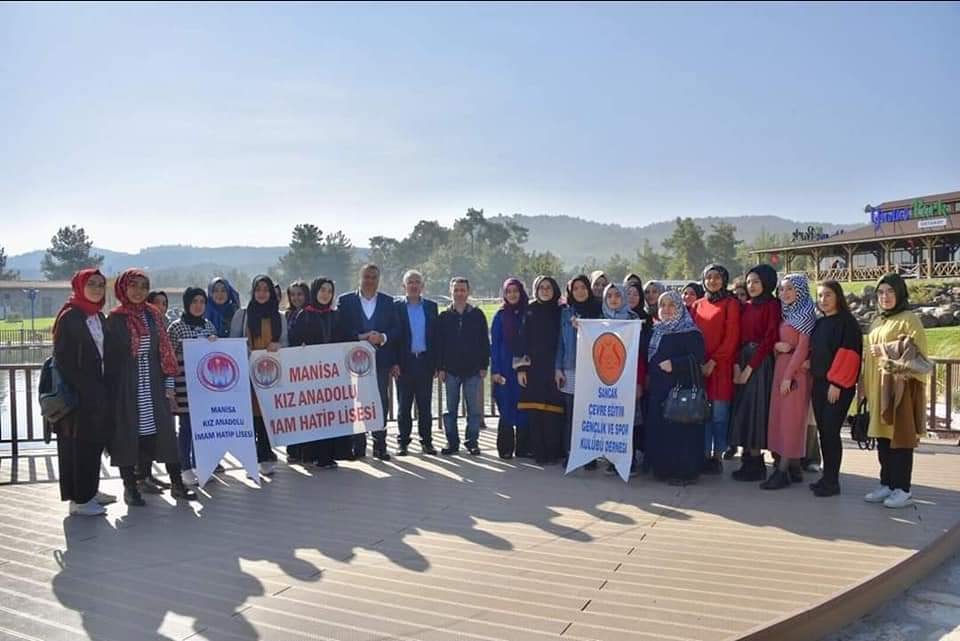 MANİSA
KIZ ANADOLU
İMAM HATİP LİSESİ
MANİSA
KIZ ANADOLU
İMAM HATİP LİSESİ
SANCAK
ÇEVRE EĞİTİM
GENÇLİK VE SPOR
KULÜBÜ DERNEĞİ
Park